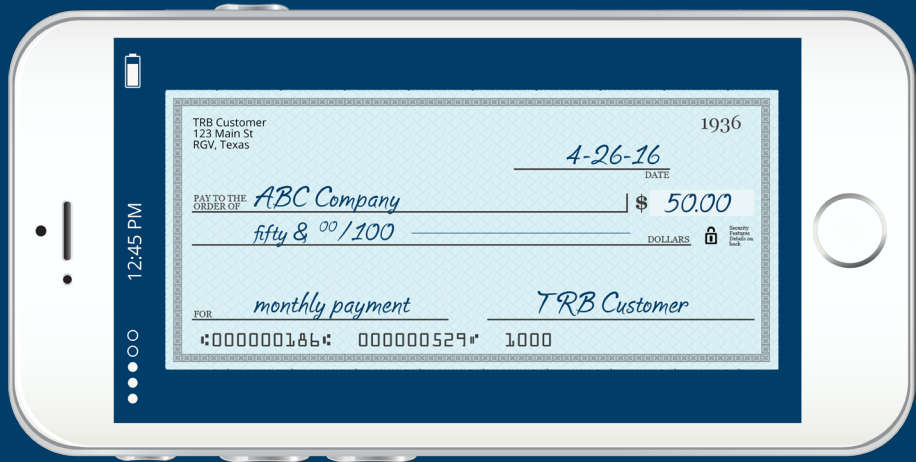 12:45 PM
TRB Customer
123 Main St
RGV, Texas
1936
4-26-16
DATE
PAY TO THE
ORDER OF
ABC Company
$ 50.00
fifty & 00/100
DOLLARS
Security
Features
Details on
back
FOR
monthly payment
TRB Customer
⑆000000186⑆ 000000529⑈ 1000